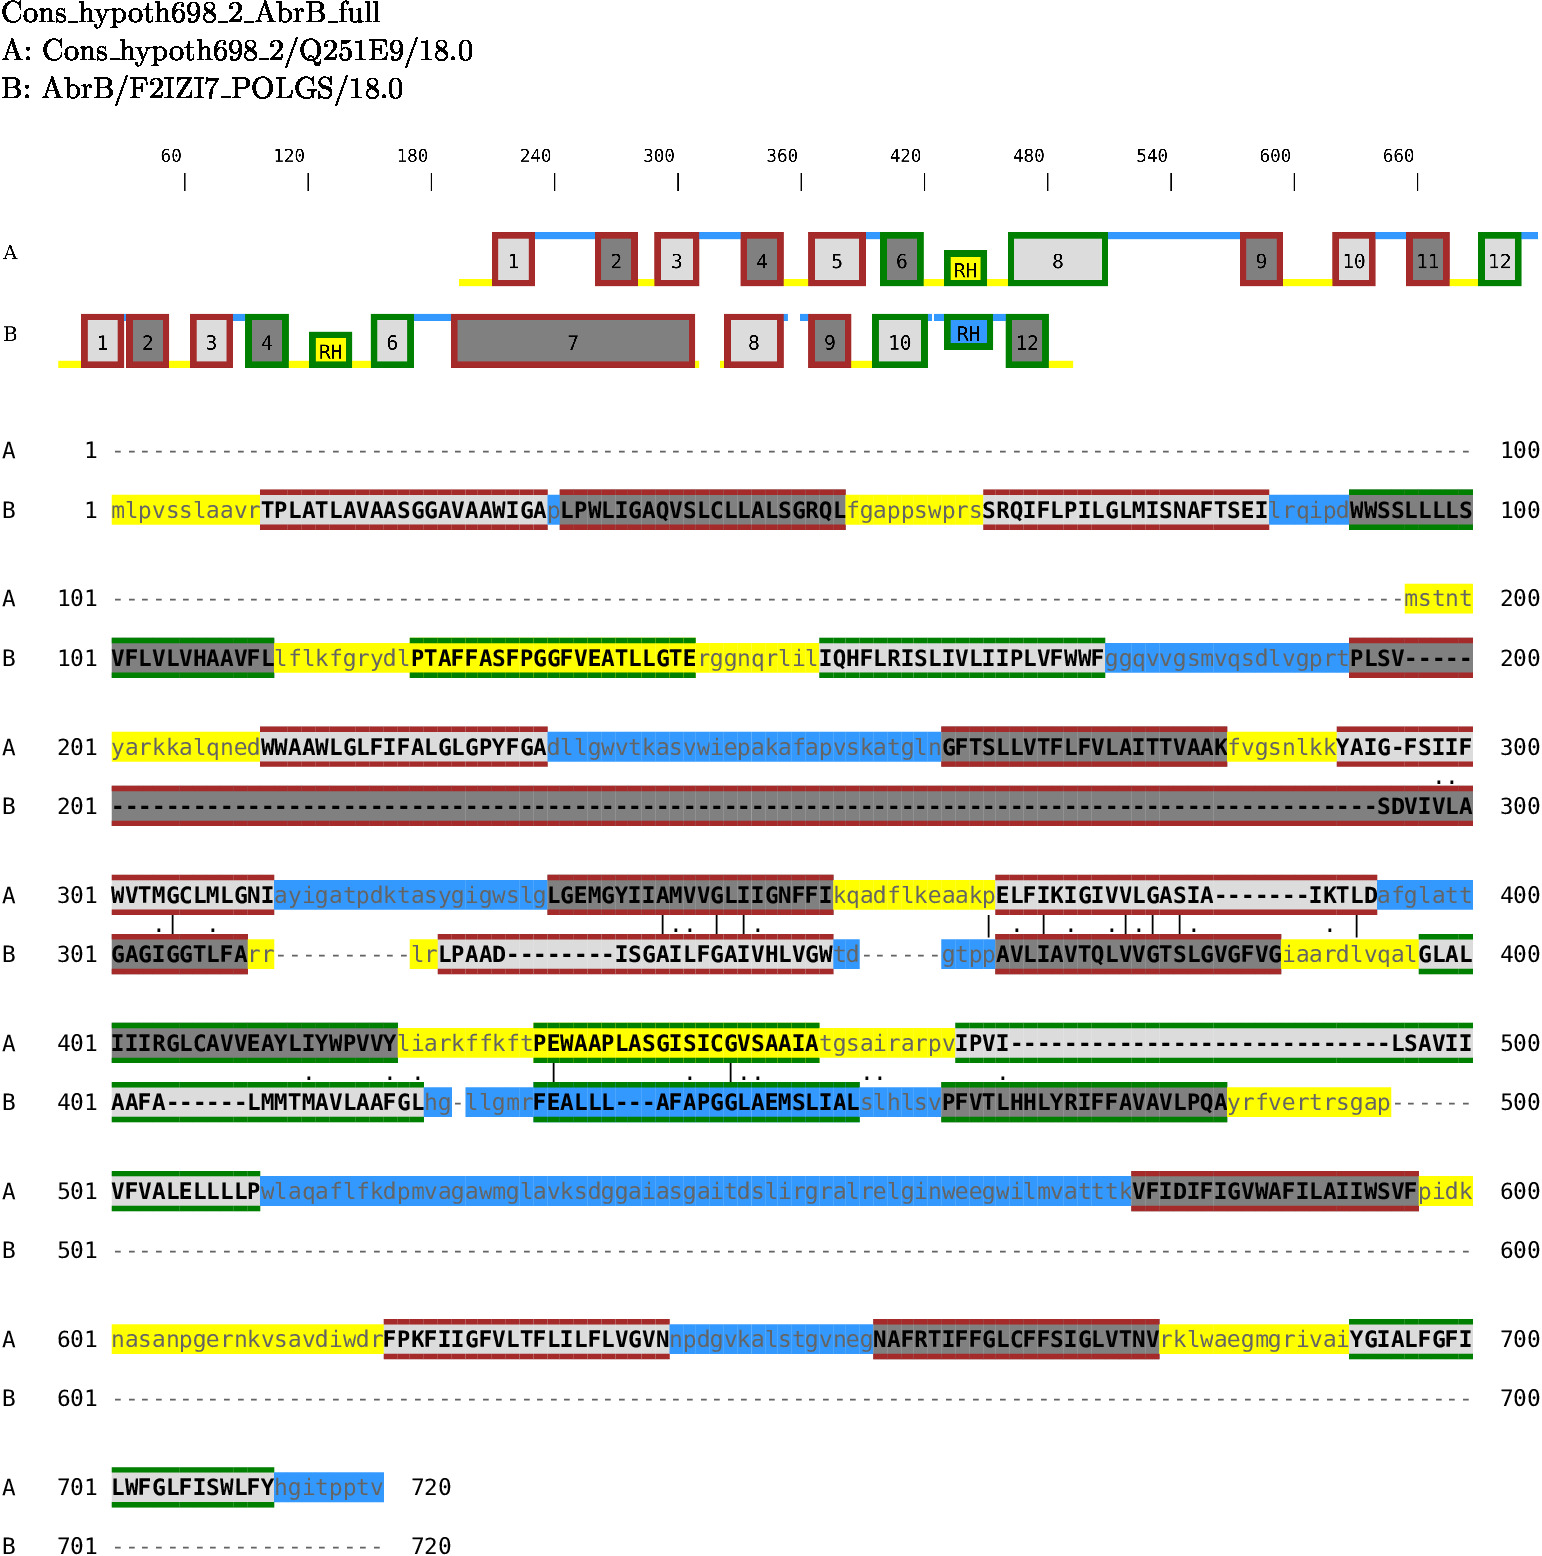 Cons_hypoth698_2_AbrB_full
A: Cons_hypoth698_2/Q251E9/18.0
B: AbrB/F2IZI7_POLGS/18.0
60 120 180 240 300 360 420 480 540 600 660
A 1 2 3 4 5 6 RH 8 9 10 11 12
B 1 2 3 4 RH 6 7 8 9 10 RH 12
A 1 ---------------------------------------------------------------------------------------------------- 100
B 1 mlpvsslaavrTPLATLAVAASGGAVAAWIGApLPWLIGAQVSLCLLALSGRQLfgappswprsSRQIFLPILGLMISNAFTSEIlrqipdWWSSLLLLS 100
A 101 -----------------------------------------------------------------------------------------------mstnt 200
B 101 VFLVLVHAAVFLlflkfgrydlPTAFFASFPGGFVEATLLGTErggnqrlilIQHFLRISLIVLIIPLVFWWFggqvvgsmvqsdlvgprtPLSV----- 200
A 201 yarkkalqnedWWAAWLGLFIFALGLGPYFGAdllgwvtkasvwiepakafapvskatglnGFTSLLVTFLFVLAITTVAAKfvgsnlkkYAIG-FSIIF 300
..
B 201 ---------------------------------------------------------------------------------------------SDVIVLA 300
A 301 WVTMGCLMLGNIayigatpdktasygigwslgLGEMGYIIAMVVGLIIGNFFIkqadflkeaakpELFIKIGIVVLGASIA-------IKTLDafglatt 400
.|  .                                 |.. | |.                 | . | .  .|.| |.         . |
B 301 GAGIGGTLFArr----------lrLPAAD--------ISGAILFGAIVHLVGWtd------gtppAVLIAVTQLVVGTSLGVGFVGiaardlvqalGLAL 400
A 401 IIIRGLCAVVEAYLIYWPVVYliarkffkftPEWAAPLASGISICGVSAAIAtgsairarpvIPVI----------------------------LSAVII 500
.     . .         |         .  |..       ..         .
B 401 AAFA------LMMTMAVLAAFGLhg-llgmrFEALLL---AFAPGGLAEMSLIALslhlsvPFVTLHHLYRIFFAVAVLPQAyrfvertrsgap------ 500
A 501 VFVALELLLLPwlaqaflfkdpmvagawmglavksdggaiasgaitdslirgralrelginweegwilmvatttkVFIDIFIGVWAFILAIIWSVFpidk 600
B 501 ---------------------------------------------------------------------------------------------------- 600
A 601 nasanpgernkvsavdiwdrFPKFIIGFVLTFLILFLVGVNnpdgvkalstgvnegNAFRTIFFGLCFFSIGLVTNVrklwaegmgrivaiYGIALFGFI 700
B 601 ---------------------------------------------------------------------------------------------------- 700
A 701 LWFGLFISWLFYhgitpptv 720
B 701 -------------------- 720